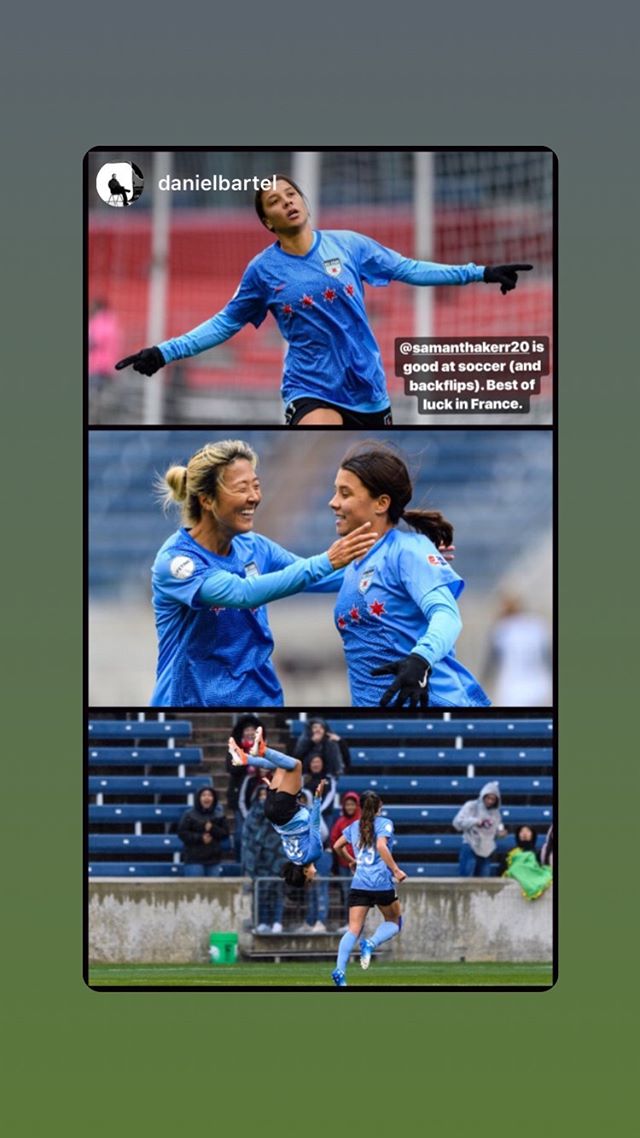 danielbartel
@samanthakerr20 is
good at soccer (and
backflips). Best of
luck in France.